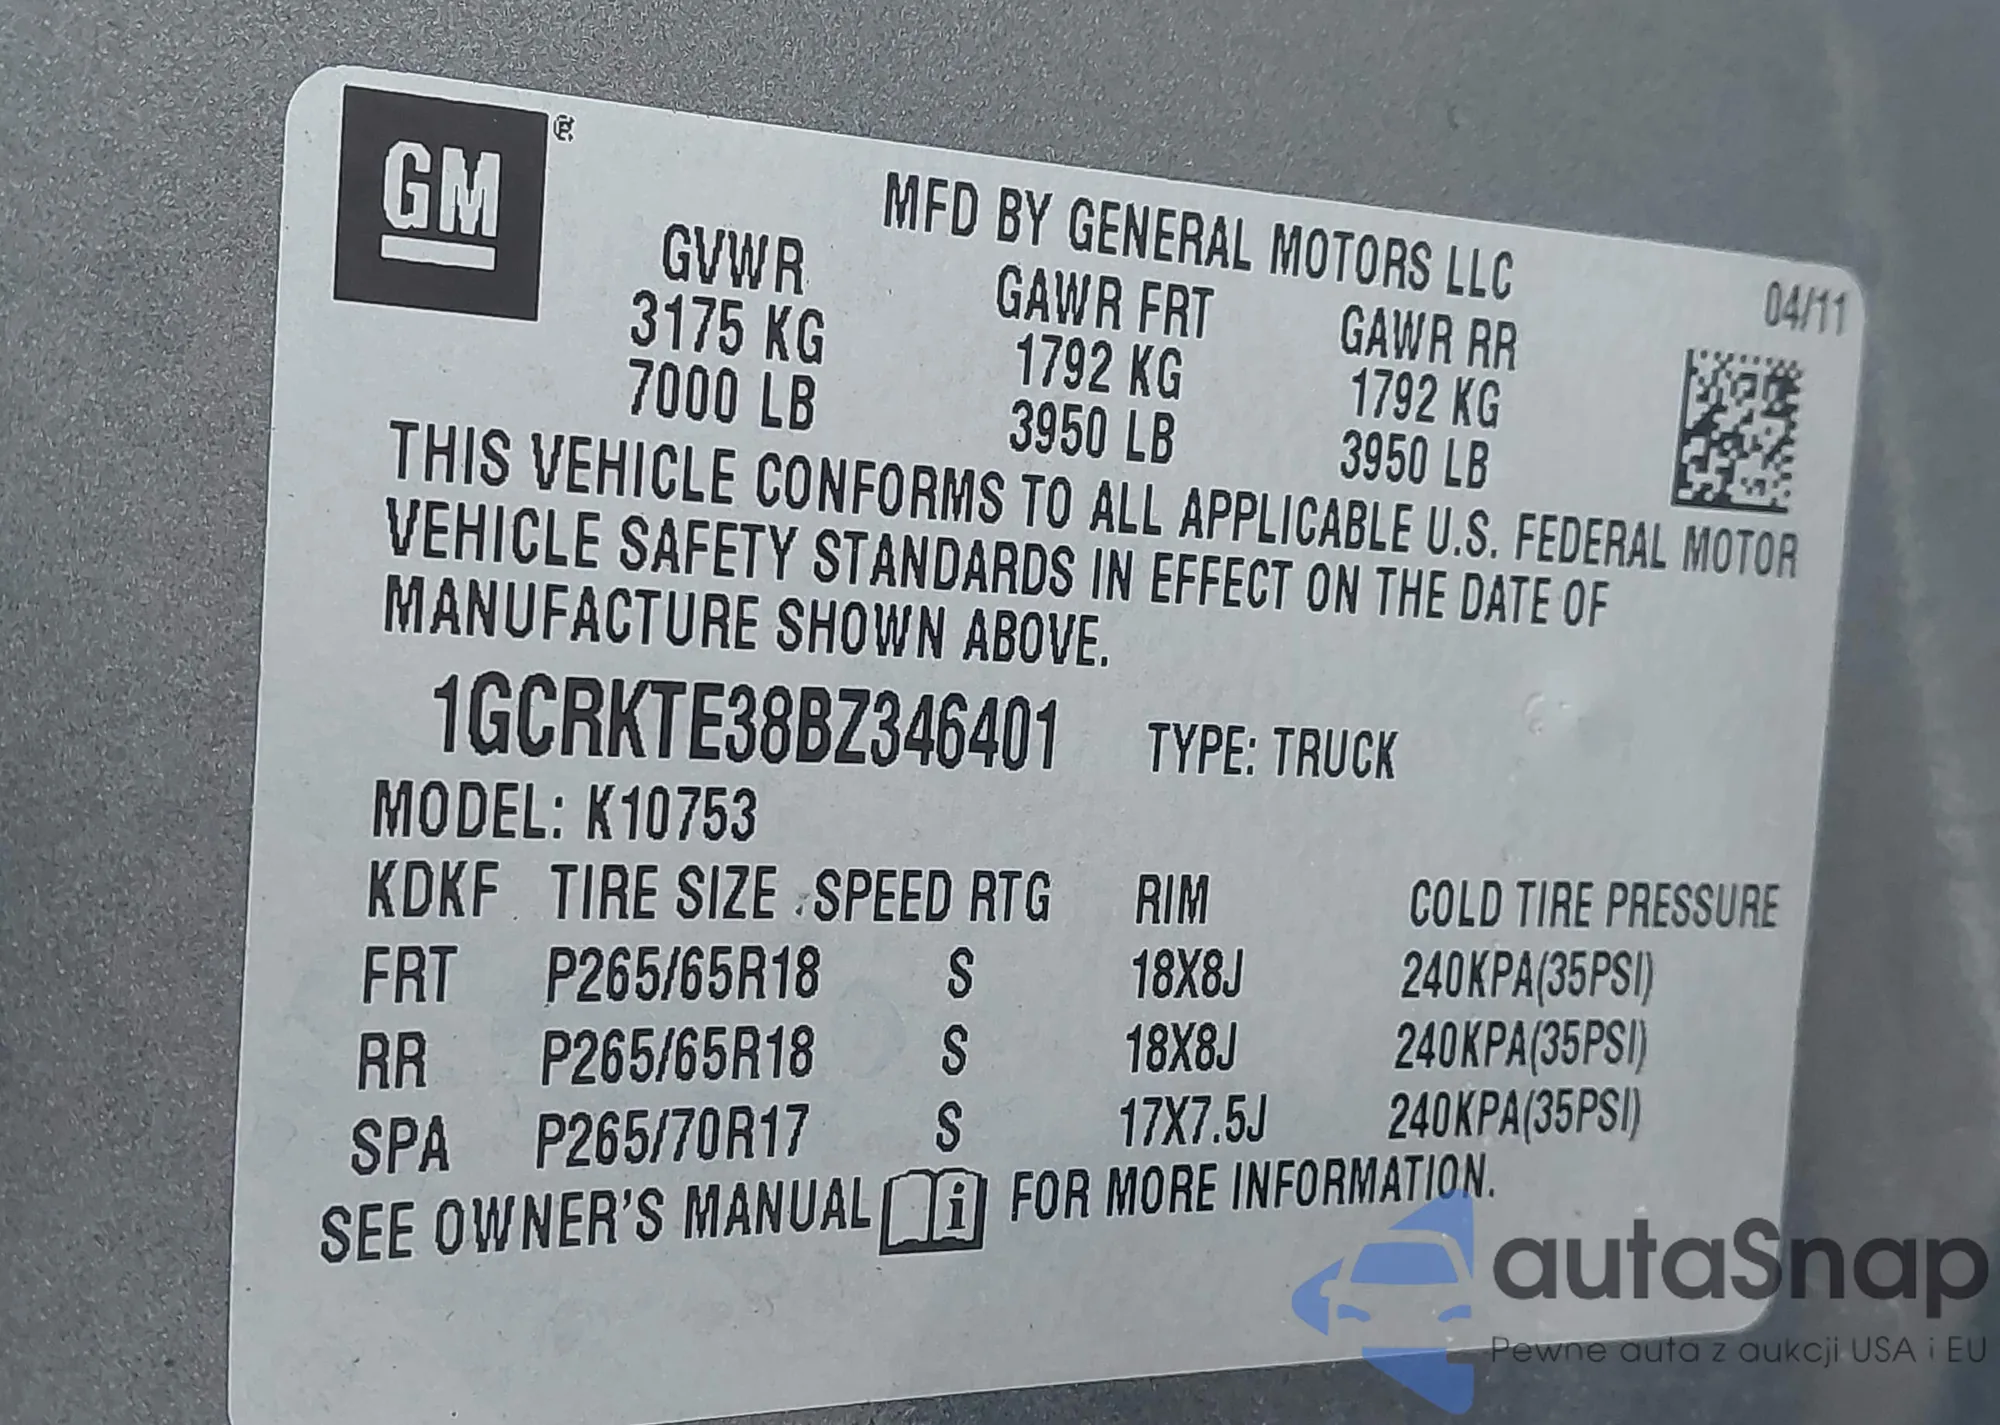 GM
MFD BY GENERAL MOTORS LLC
04/11
GVWR GAWR FRT GAWR RR
3175 KG 1792 KG 1792 KG
7000 LB 3950 LB 3950 LB
THIS VEHICLE CONFORMS TO ALL APPLICABLE U.S. FEDERAL MOTOR
VEHICLE SAFETY STANDARDS IN EFFECT ON THE DATE OF
MANUFACTURE SHOWN ABOVE.
1GCRKTE38BZ346401 TYPE: TRUCK
MODEL: K10753
KDKF TIRE SIZE SPEED RTG RIM COLD TIRE PRESSURE
FRT P265/65R18 S 18X8J 240KPA(35PSI)
RR P265/65R18 S 18X8J 240KPA(35PSI)
SPA P265/70R17 S 17X7.5J 240KPA(35PSI)
SEE OWNER'S MANUAL i FOR MORE INFORMATION.
autaSnap
Pewne auta z aukcji USA i EU